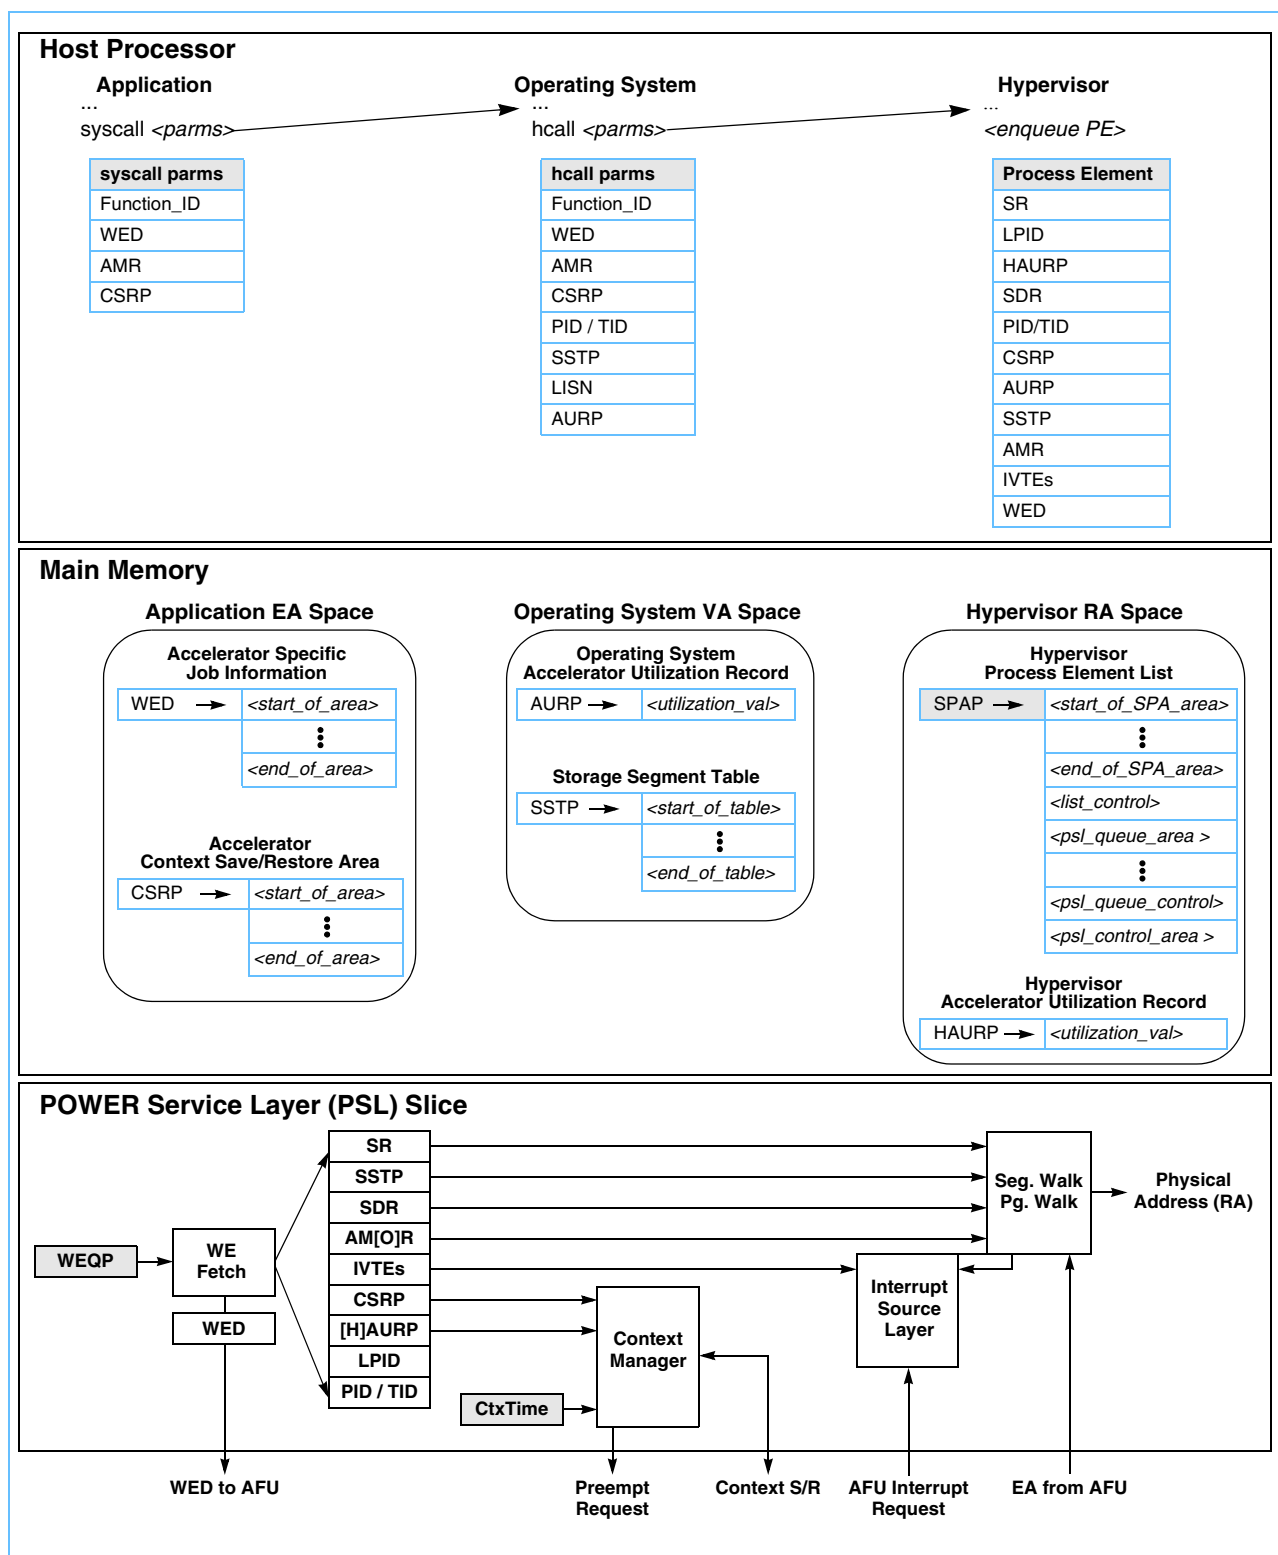 Host Processor
Application
...
syscall <parms>
syscall parms
Function_ID
WED
AMR
CSRP
Operating System
...
hcall <parms>
hcall parms
Function_ID
WED
AMR
CSRP
PID / TID
SSTP
LISN
AURP
Hypervisor
...
<enqueue PE>
Process Element
SR
LPID
HAURP
SDR
PID/TID
CSRP
AURP
SSTP
AMR
IVTEs
WED
Main Memory
Application EA Space
Accelerator Specific
Job Information
WED
<start_of_area>
<end_of_area>
Accelerator
Context Save/Restore Area
CSRP
<start_of_area>
<end_of_area>
Operating System VA Space
Operating System
Accelerator Utilization Record
AURP
<utilization_val>
Storage Segment Table
SSTP
<start_of_table>
<end_of_table>
Hypervisor RA Space
Hypervisor
Process Element List
SPAP
<start_of_SPA_area>
<end_of_SPA_area>
<list_control>
<psl_queue_area >
<psl_queue_control>
<psl_control_area >
Hypervisor
Accelerator Utilization Record
HAURP
<utilization_val>
POWER Service Layer (PSL) Slice
WEQP
WE
Fetch
WED
SR
SSTP
SDR
AM[O]R
IVTEs
CSRP
[H]AURP
LPID
PID / TID
CtxTime
Context
Manager
Interrupt
Source
Layer
Seg. Walk
Pg. Walk
Physical
Address (RA)
WED to AFU
Preempt
Request
Context S/R
AFU Interrupt
Request
EA from AFU